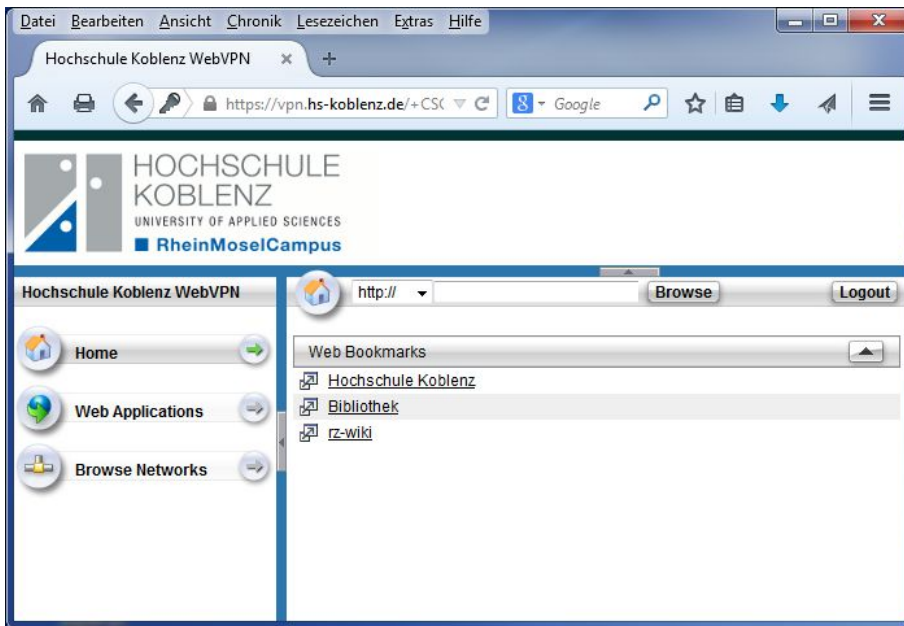 Datei Bearbeiten Ansicht Chronik Lesezeichen Extras Hilfe
Hochschule Koblenz WebVPN
https://vpn.hs-koblenz.de/+CSC
8 Google
HOCHSCHULE
KOBLENZ
UNIVERSITY OF APPLIED SCIENCES
RheinMoselCampus
Hochschule Koblenz WebVPN
http:// Browse Logout
Home
Web Applications
Browse Networks
Web Bookmarks
Hochschule Koblenz
Bibliothek
rz-wiki